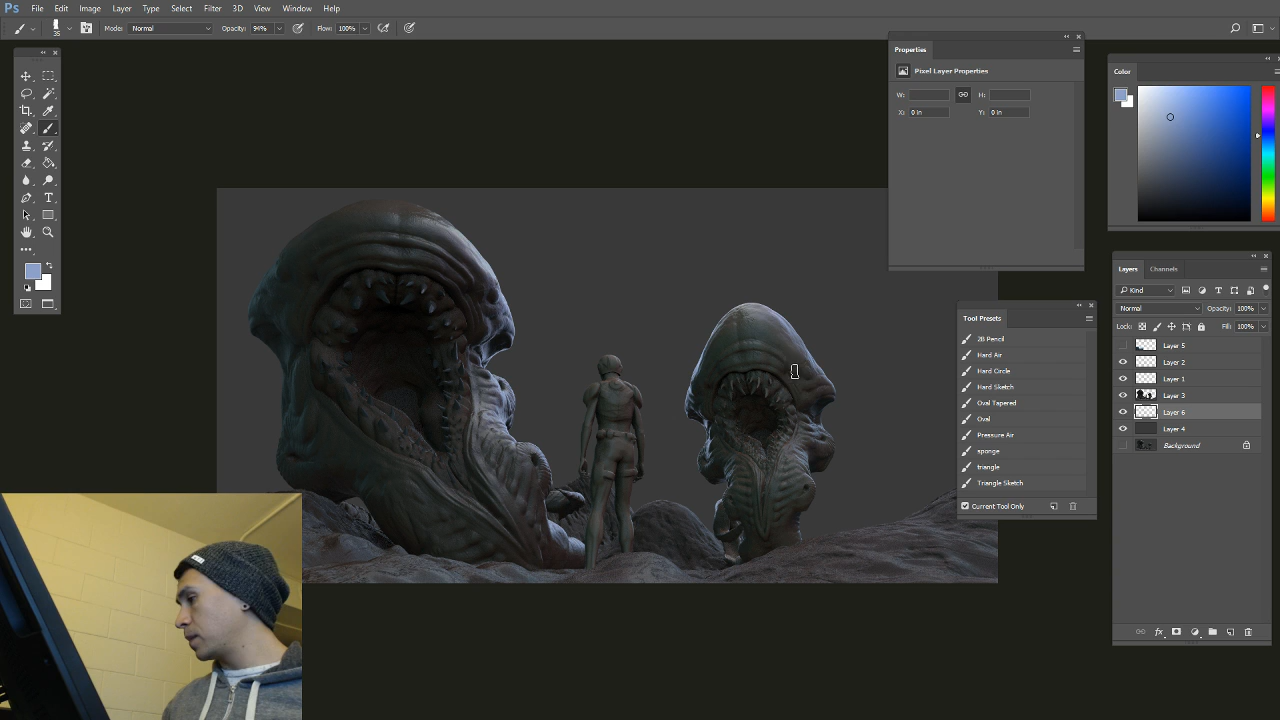 Ps File Edit Image Layer Type Select Filter 3D View Window Help
35 Mode: Normal Opacity: 94% Flow: 100%
Properties
Pixel Layer Properties
W: H:
X: 0 in Y: 0 in
Color
Tool Presets
2B Pencil
Hard Air
Hard Circle
Hard Sketch
Oval Tapered
Oval
Pressure Air
sponge
triangle
Triangle Sketch
Current Tool Only
Layers Channels
Kind
Normal Opacity: 100%
Lock: Fill: 100%
Layer 5
Layer 2
Layer 1
Layer 3
Layer 6
Layer 4
Background
fx